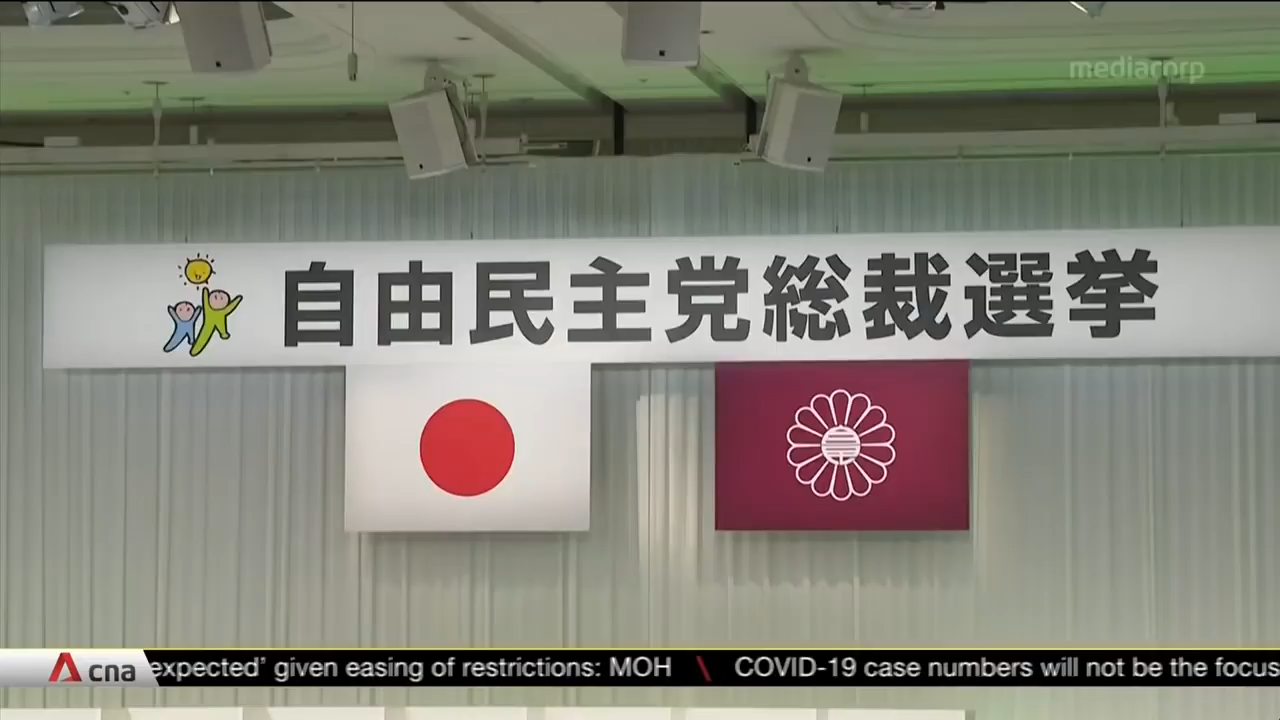 mediacorp
自由民主党総裁選挙
cna expected' given easing of restrictions: MOH \ COVID-19 case numbers will not be the focus